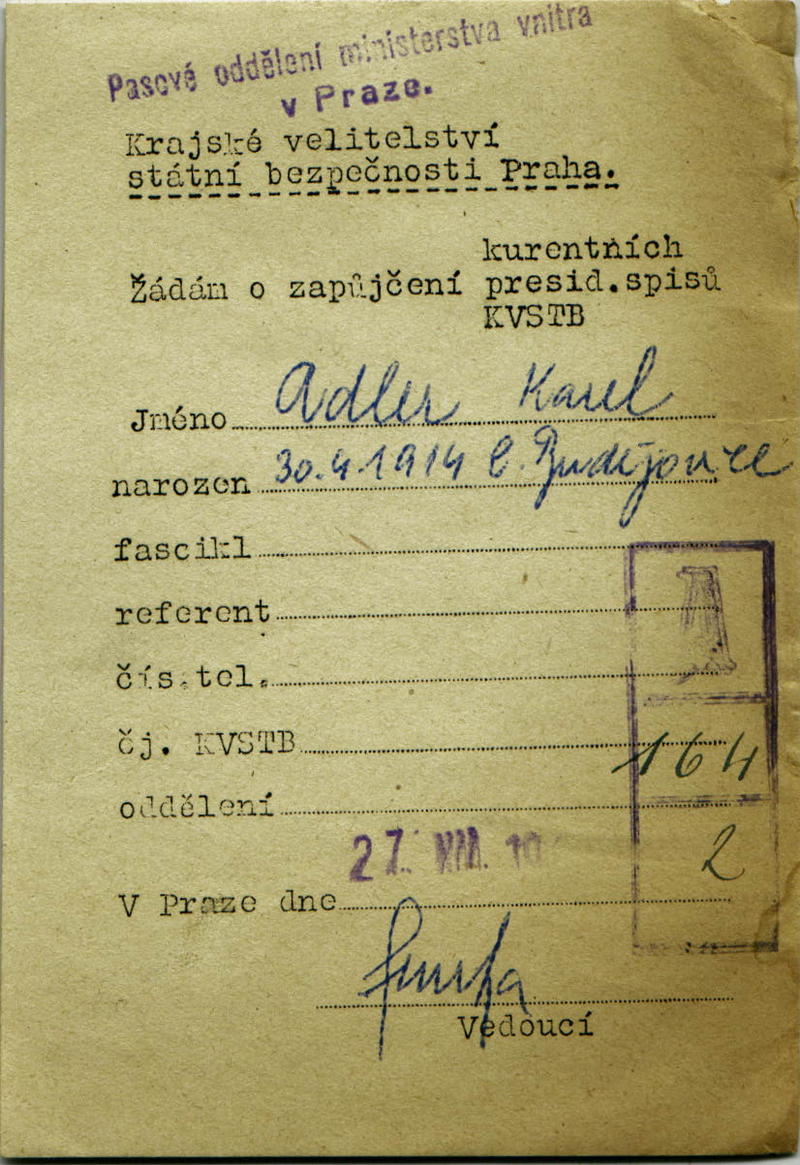 Pasové oddělení ministerstva vnitra
v Praze.
Krajské velitelství
státní bezpečnosti Praha.
kurentních
Žádám o zapůjčení presid.spisů
KVSTB
Jméno Adler Karel
narozen 30.4.1914 č. Budějovice
fascikl
referent
čís.tel.
čj. KVSTB
164
oddělení
2
27. VIII.
V Praze dne
Vedoucí